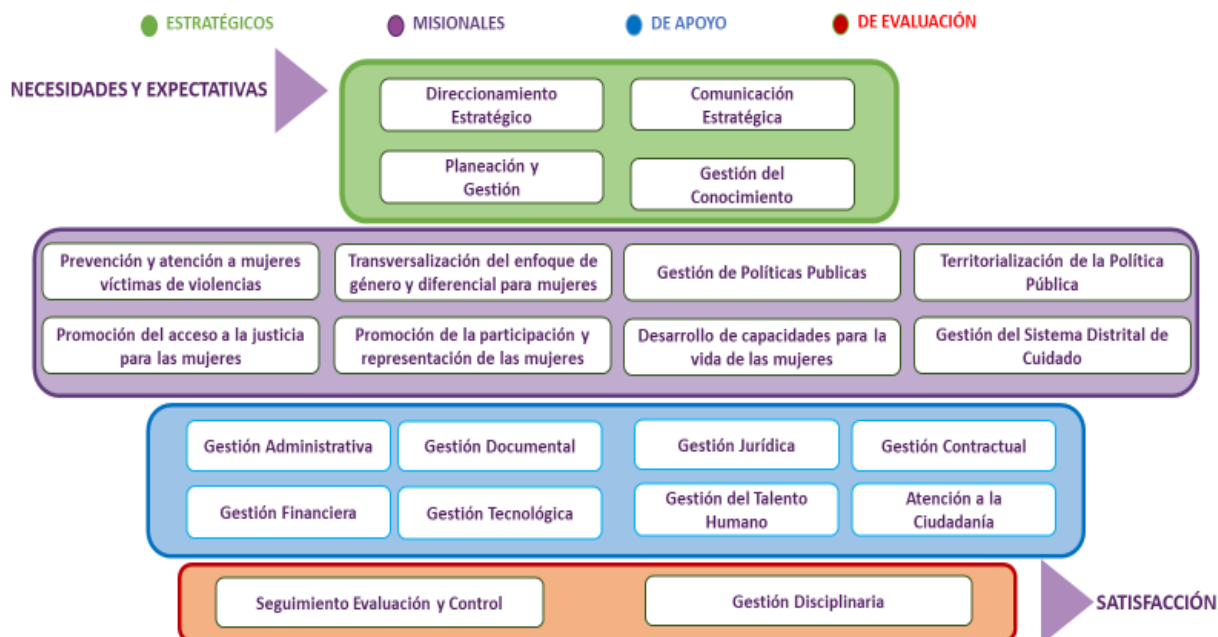 ESTRATÉGICOS
MISIONALES
DE APOYO
DE EVALUACIÓN
NECESIDADES Y EXPECTATIVAS
Direccionamiento
Estratégico
Comunicación
Estratégica
Planeación y
Gestión
Gestión del
Conocimiento
Prevención y atención a mujeres
víctimas de violencias
Transversalización del enfoque de
género y diferencial para mujeres
Gestión de Políticas Publicas
Territorialización de la Política
Pública
Promoción del acceso a la justicia
para las mujeres
Promoción de la participación y
representación de las mujeres
Desarrollo de capacidades para la
vida de las mujeres
Gestión del Sistema Distrital de
Cuidado
Gestión Administrativa
Gestión Documental
Gestión Jurídica
Gestión Contractual
Gestión Financiera
Gestión Tecnológica
Gestión del Talento
Humano
Atención a la
Ciudadanía
Seguimiento Evaluación y Control
Gestión Disciplinaria
SATISFACCIÓN